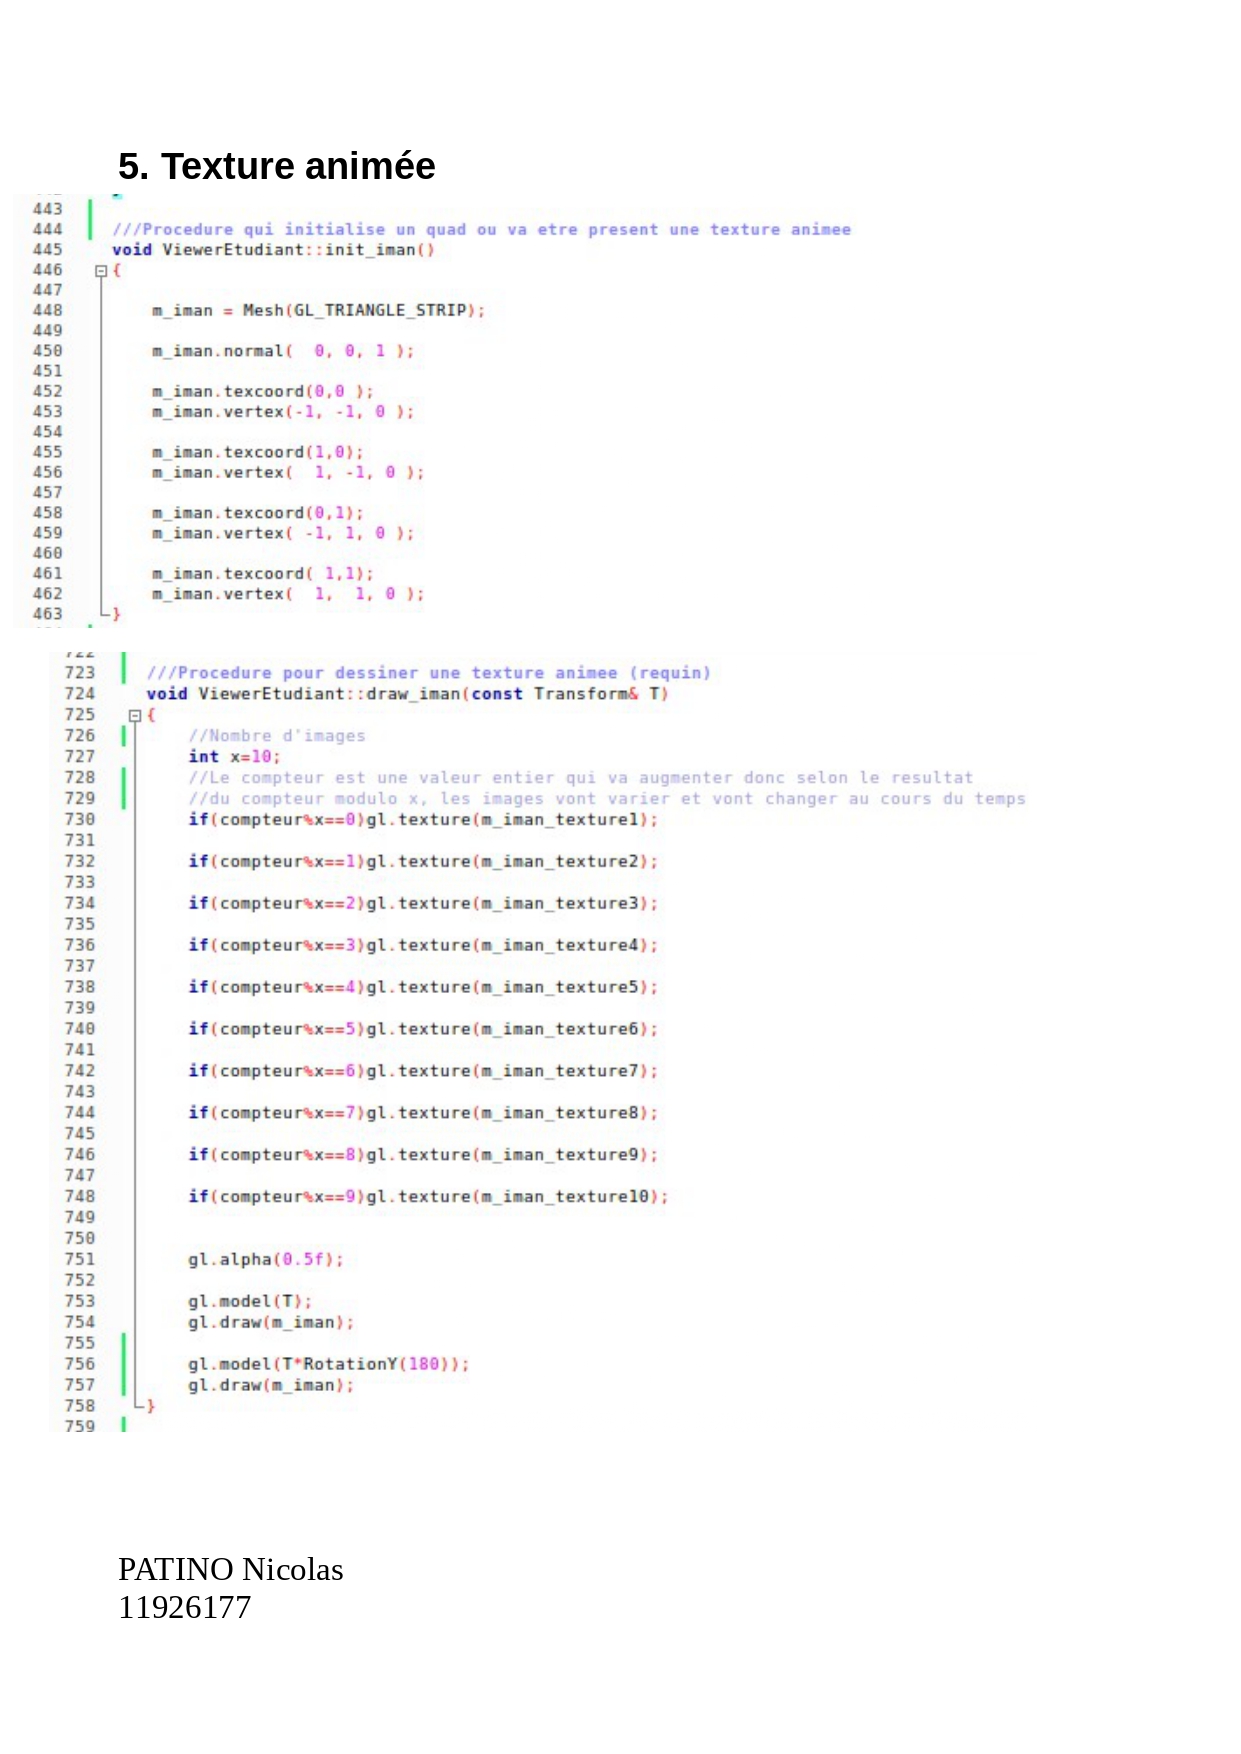 5. Texture animée
443
444 ///Procedure qui initialise un quad ou va etre present une texture animee
445 void ViewerEtudiant::init_iman()
446 {
447
448 m_iman = Mesh(GL_TRIANGLE_STRIP);
449
450 m_iman.normal(  0, 0, 1 );
451
452 m_iman.texcoord(0,0 );
453 m_iman.vertex(-1, -1, 0 );
454
455 m_iman.texcoord(1,0);
456 m_iman.vertex(  1, -1, 0 );
457
458 m_iman.texcoord(0,1);
459 m_iman.vertex( -1, 1, 0 );
460
461 m_iman.texcoord( 1,1);
462 m_iman.vertex(  1,  1, 0 );
463 }
722
723 ///Procedure pour dessiner une texture animee (requin)
724 void ViewerEtudiant::draw_iman(const Transform& T)
725 {
726 //Nombre d'images
727 int x=10;
728 //Le compteur est une valeur entier qui va augmenter donc selon le resultat
729 //du compteur modulo x, les images vont varier et vont changer au cours du temps
730 if(compteur%x==0)gl.texture(m_iman_texture1);
731
732 if(compteur%x==1)gl.texture(m_iman_texture2);
733
734 if(compteur%x==2)gl.texture(m_iman_texture3);
735
736 if(compteur%x==3)gl.texture(m_iman_texture4);
737
738 if(compteur%x==4)gl.texture(m_iman_texture5);
739
740 if(compteur%x==5)gl.texture(m_iman_texture6);
741
742 if(compteur%x==6)gl.texture(m_iman_texture7);
743
744 if(compteur%x==7)gl.texture(m_iman_texture8);
745
746 if(compteur%x==8)gl.texture(m_iman_texture9);
747
748 if(compteur%x==9)gl.texture(m_iman_texture10);
749
750
751 gl.alpha(0.5f);
752
753 gl.model(T);
754 gl.draw(m_iman);
755
756 gl.model(T*RotationY(180));
757 gl.draw(m_iman);
758 }
759
PATINO Nicolas
11926177